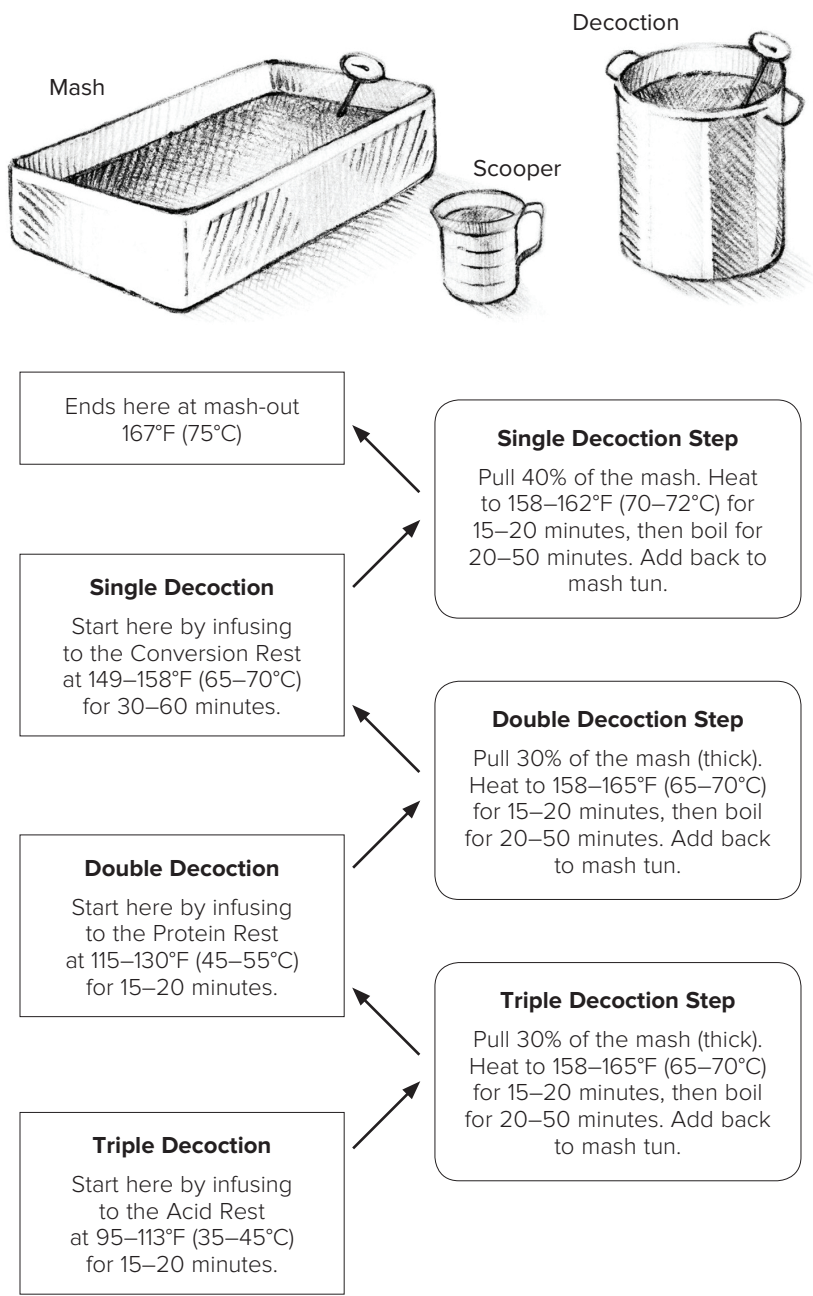 Decoction
Mash
Scooper
Ends here at mash-out
167°F (75°C)
Single Decoction Step
Pull 40% of the mash. Heat
to 158–162°F (70–72°C) for
15–20 minutes, then boil for
20–50 minutes. Add back to
mash tun.
Single Decoction
Start here by infusing
to the Conversion Rest
at 149–158°F (65–70°C)
for 30–60 minutes.
Double Decoction Step
Pull 30% of the mash (thick).
Heat to 158–165°F (65–70°C)
for 15–20 minutes, then boil
for 20–50 minutes. Add back
to mash tun.
Double Decoction
Start here by infusing
to the Protein Rest
at 115–130°F (45–55°C)
for 15–20 minutes.
Triple Decoction Step
Pull 30% of the mash (thick).
Heat to 158–165°F (65–70°C)
for 15–20 minutes, then boil
for 20–50 minutes. Add back
to mash tun.
Triple Decoction
Start here by infusing
to the Acid Rest
at 95–113°F (35–45°C)
for 15–20 minutes.